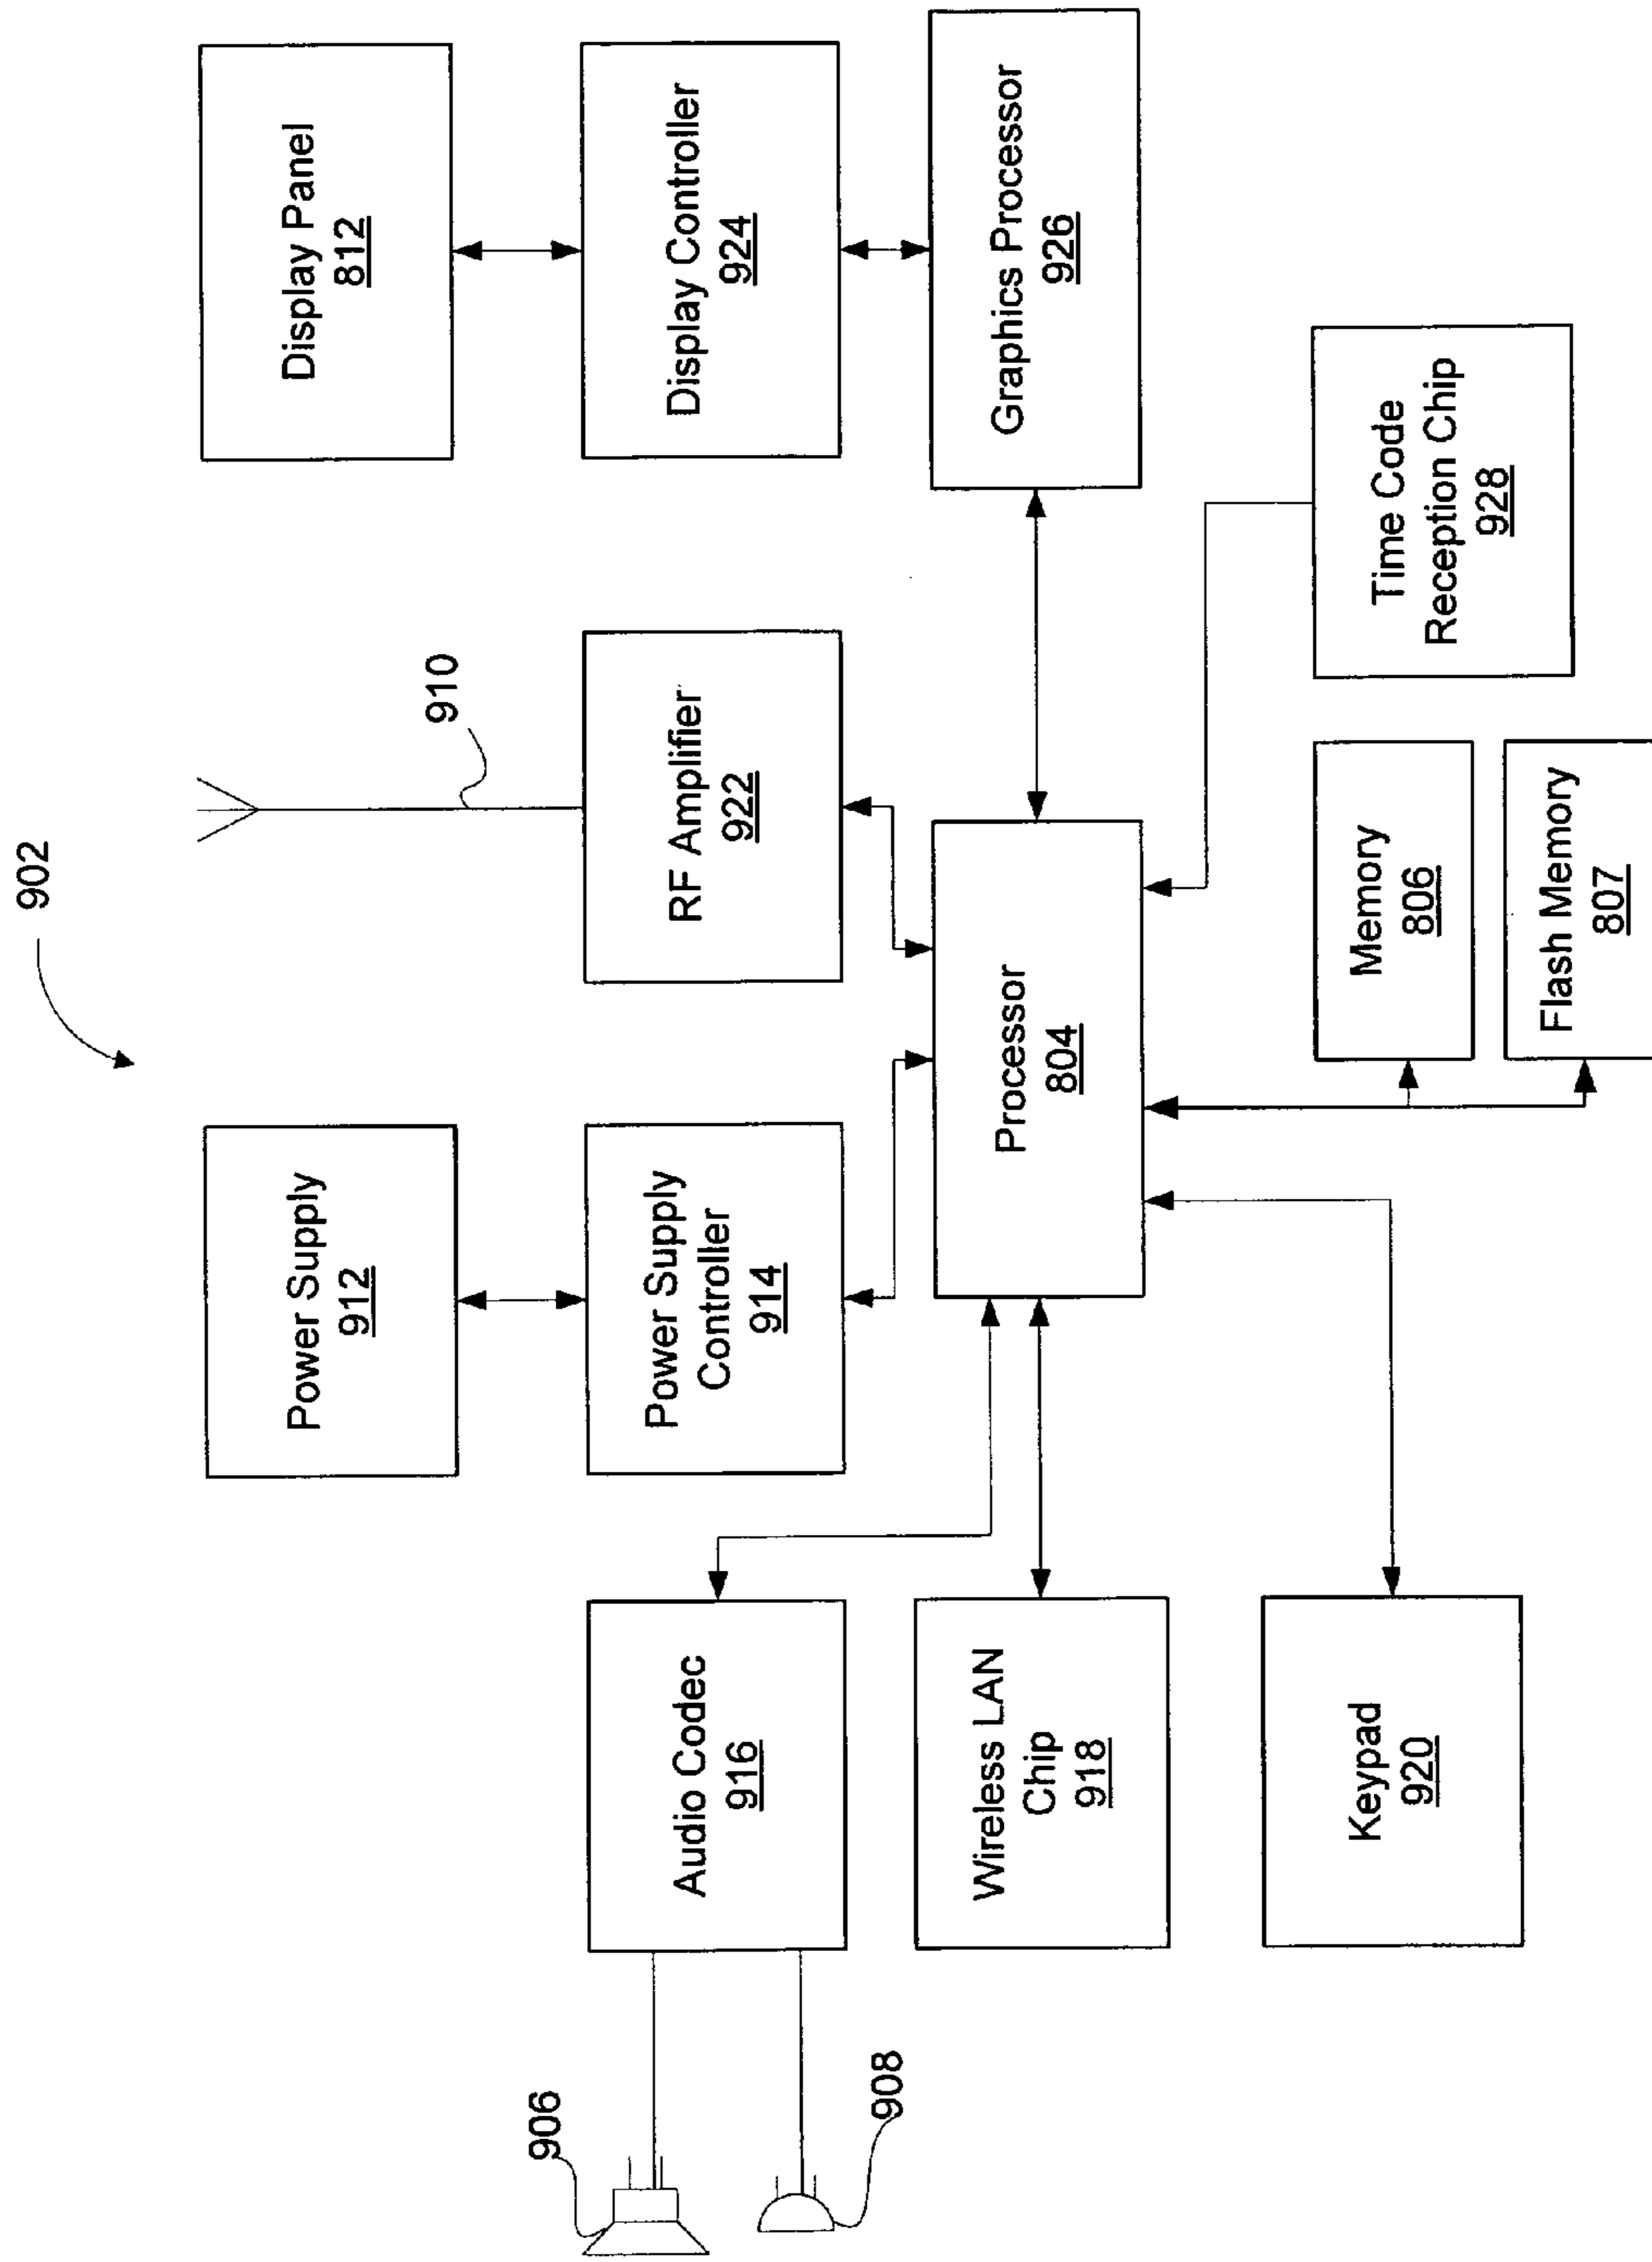 902
Power Supply
912
910
Display Panel
812
Power Supply
Controller
914
RF Amplifier
922
Display Controller
924
906
908
Audio Codec
916
Wireless LAN
Chip
918
Processor
804
Graphics Processor
926
Keypad
920
Memory
806
Flash Memory
807
Time Code
Reception Chip
928